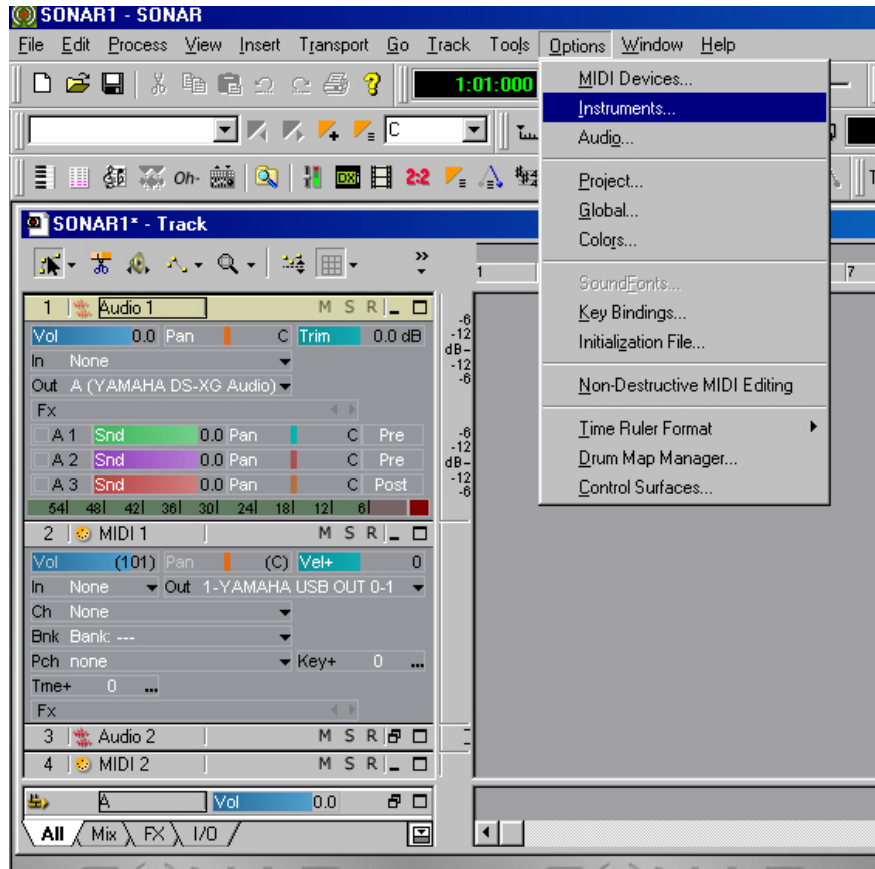 SONAR1 - SONAR
File Edit Process View Insert Transport Go Track Tools Options Window Help
1:01:000
C
Oh-
DXi
2:2
MIDI Devices...
Instruments...
Audio...
Project...
Global...
Colors...
SoundFonts...
Key Bindings...
Initialization File...
Non-Destructive MIDI Editing
Time Ruler Format
Drum Map Manager...
Control Surfaces...
SONAR1* - Track
1 7
1 Audio 1 M S R
Vol 0.0 Pan C Trim 0.0 dB
In None
Out A (YAMAHA DS-XG Audio)
Fx
A 1 Snd 0.0 Pan C Pre
A 2 Snd 0.0 Pan C Pre
A 3 Snd 0.0 Pan C Post
54 48 42 36 30 24 18 12 6
-6
-12
dB-
-12
-6
-6
-12
dB-
-12
-6
2 MIDI 1 M S R
Vol (101) Pan (C) Vel+ 0
In None Out 1-YAMAHA USB OUT 0-1
Ch None
Bnk Bank: ---
Pch none Key+ 0 ...
Tme+ 0 ...
Fx
3 Audio 2 M S R
4 MIDI 2 M S R
A Vol 0.0
All Mix FX I/O